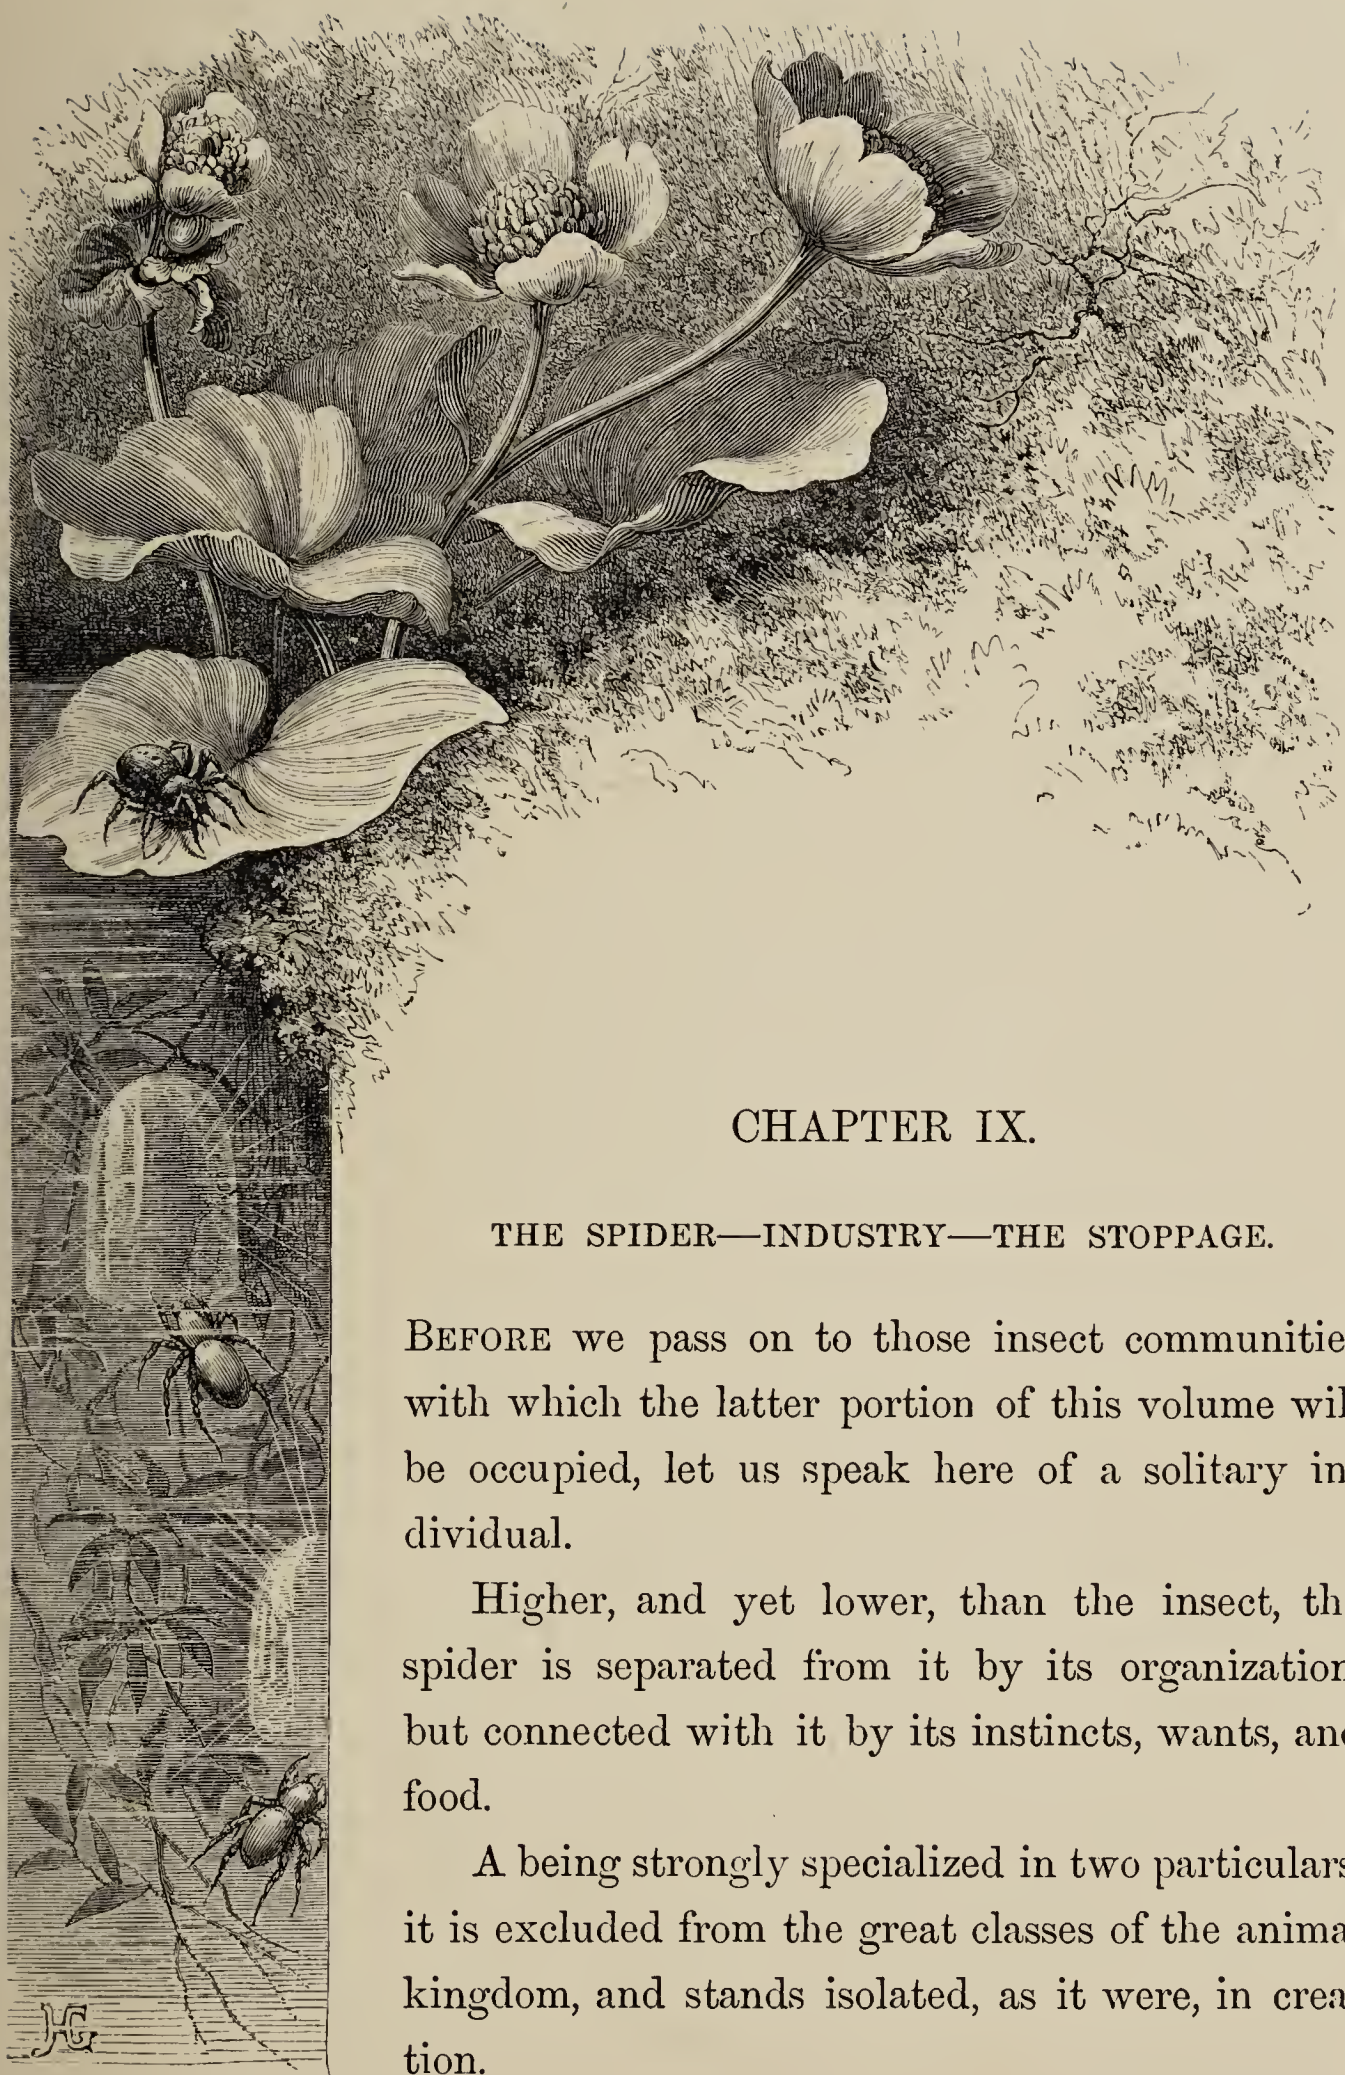 CHAPTER IX.
THE SPIDER—INDUSTRY—THE STOPPAGE.
BEFORE we pass on to those insect communitie
with which the latter portion of this volume wil
be occupied, let us speak here of a solitary in
dividual.
Higher, and yet lower, than the insect, th
spider is separated from it by its organization
but connected with it by its instincts, wants, and
food.
A being strongly specialized in two particulars
it is excluded from the great classes of the anima
kingdom, and stands isolated, as it were, in crea
tion.
HG